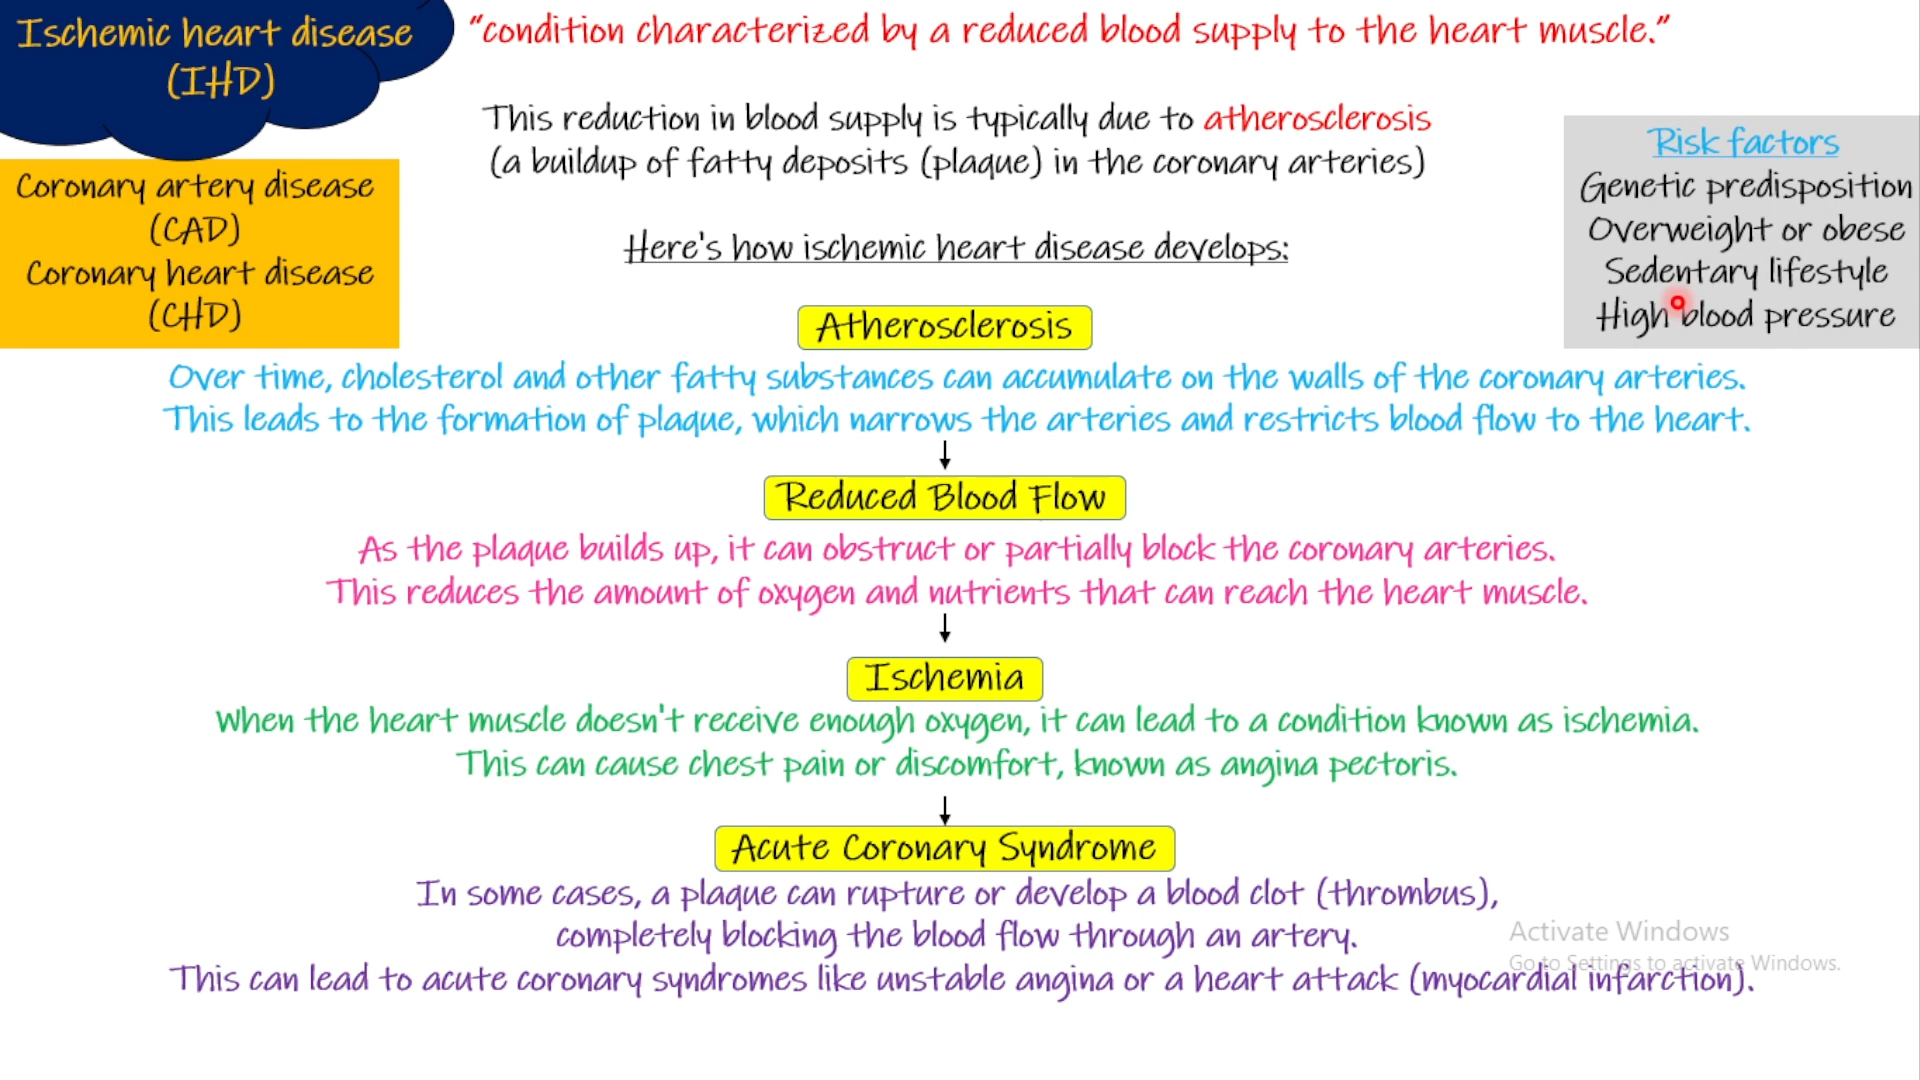 Ischemic heart disease
(IHD)
"condition characterized by a reduced blood supply to the heart muscle."
This reduction in blood supply is typically due to atherosclerosis
(a buildup of fatty deposits (plaque) in the coronary arteries)
Coronary artery disease
(CAD)
Coronary heart disease
(CHD)
Risk factors
Genetic predisposition
Overweight or obese
Sedentary lifestyle
High blood pressure
Here's how ischemic heart disease develops:
Atherosclerosis
Over time, cholesterol and other fatty substances can accumulate on the walls of the coronary arteries.
This leads to the formation of plaque, which narrows the arteries and restricts blood flow to the heart.
Reduced Blood Flow
As the plaque builds up, it can obstruct or partially block the coronary arteries.
This reduces the amount of oxygen and nutrients that can reach the heart muscle.
Ischemia
When the heart muscle doesn't receive enough oxygen, it can lead to a condition known as ischemia.
This can cause chest pain or discomfort, known as angina pectoris.
Acute Coronary Syndrome
In some cases, a plaque can rupture or develop a blood clot (thrombus),
completely blocking the blood flow through an artery.
This can lead to acute coronary syndromes like unstable angina or a heart attack (myocardial infarction).
Activate Windows
Go to Settings to activate Windows.